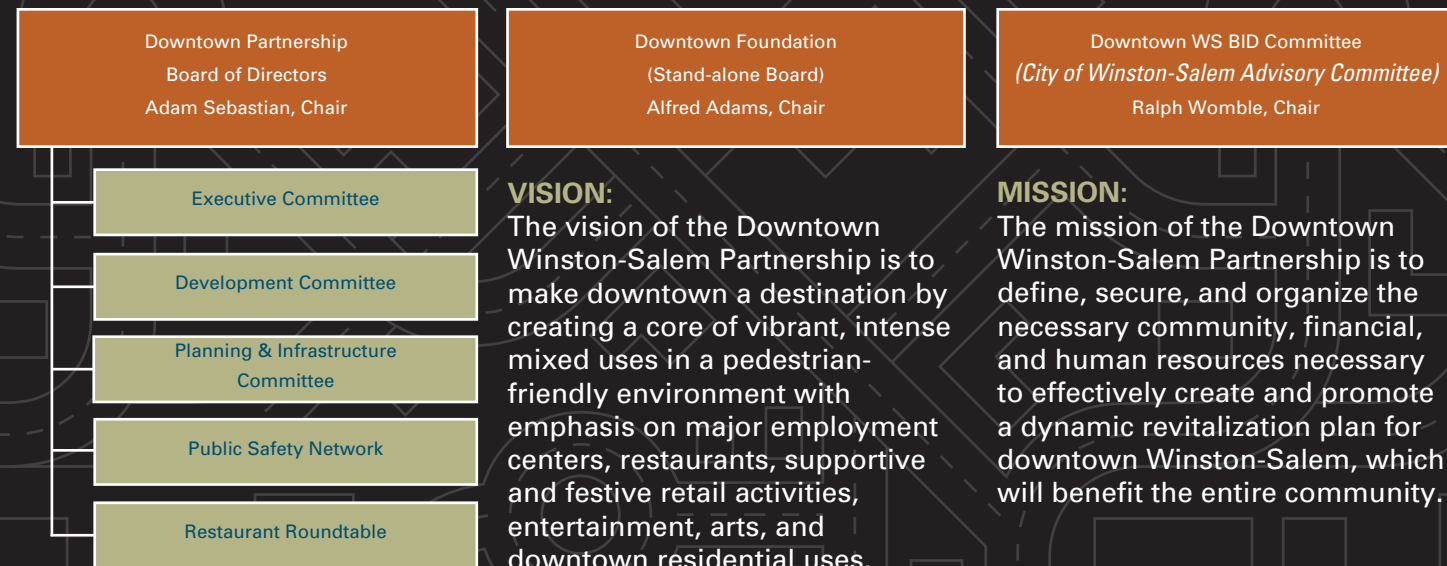 Downtown Partnership
Board of Directors
Adam Sebastian, Chair
Downtown Foundation
(Stand-alone Board)
Alfred Adams, Chair
Downtown WS BID Committee
(City of Winston-Salem Advisory Committee)
Ralph Womble, Chair
Executive Committee
Development Committee
Planning & Infrastructure
Committee
Public Safety Network
Restaurant Roundtable
VISION:
The vision of the Downtown
Winston-Salem Partnership is to
make downtown a destination by
creating a core of vibrant, intense
mixed uses in a pedestrian-
friendly environment with
emphasis on major employment
centers, restaurants, supportive
and festive retail activities,
entertainment, arts, and
downtown residential uses.
MISSION:
The mission of the Downtown
Winston-Salem Partnership is to
define, secure, and organize the
necessary community, financial,
and human resources necessary
to effectively create and promote
a dynamic revitalization plan for
downtown Winston-Salem, which
will benefit the entire community.